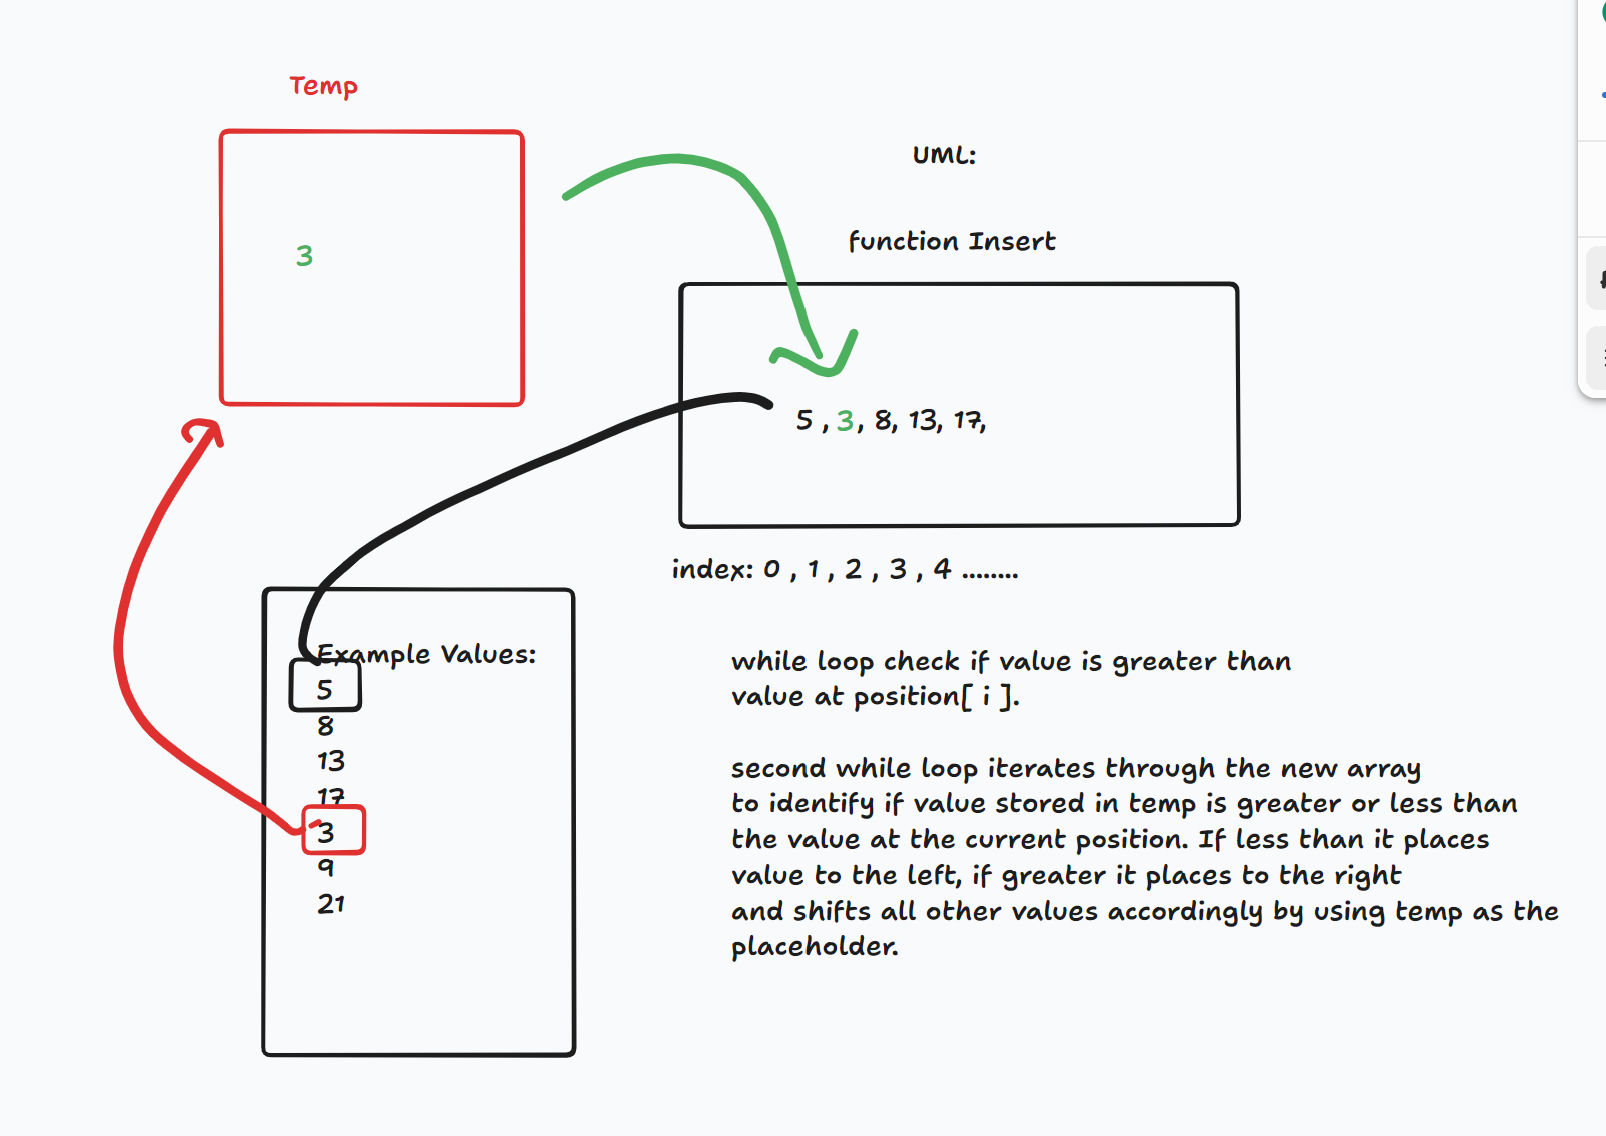 Temp
3
UML:
function Insert
5 , 3, 8, 13, 17,
index: 0 , 1 , 2 , 3 , 4 ........
Example Values:
5
8
13
17
3
9
21
while loop check if value is greater than
value at position[ i ].
second while loop iterates through the new array
to identify if value stored in temp is greater or less than
the value at the current position. If less than it places
value to the left, if greater it places to the right
and shifts all other values accordingly by using temp as the
placeholder.